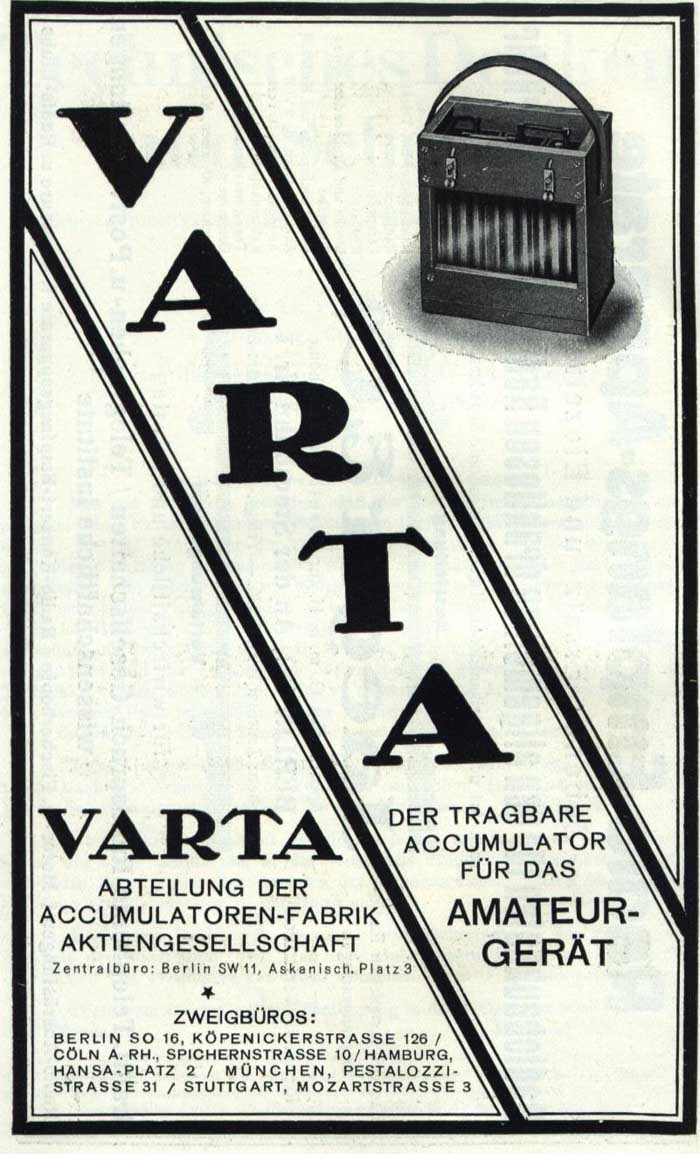 VARTA
DER TRAGBARE
ACCUMULATOR
FÜR DAS
AMATEUR-
GERÄT
VARTA
ABTEILUNG DER
ACCUMULATOREN-FABRIK
AKTIENGESELLSCHAFT
Zentralbüro: Berlin SW 11, Askanisch. Platz 3
ZWEIGBÜROS:
BERLIN SO 16, KÖPENICKERSTRASSE 126 /
CÖLN A. RH., SPICHERNSTRASSE 10 / HAMBURG,
HANSA-PLATZ 2 / MÜNCHEN, PESTALOZZI-
STRASSE 31 / STUTTGART, MOZARTSTRASSE 3